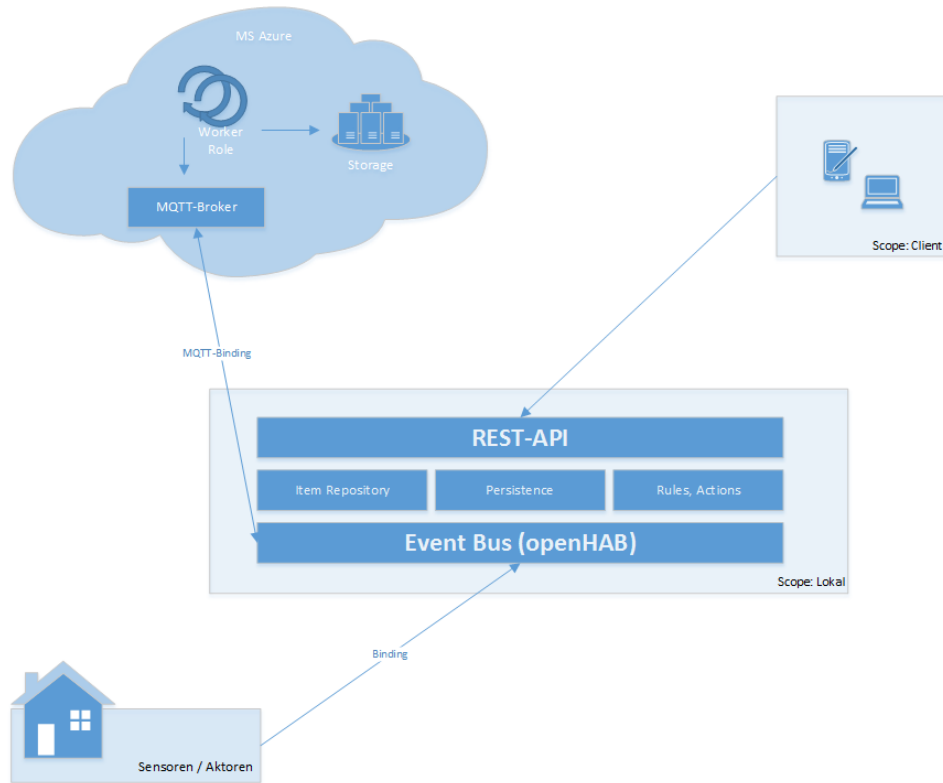 MS Azure
Worker
Role
Storage
MQTT-Broker
Scope: Client
MQTT-Binding
REST-API
Item Repository
Persistence
Rules, Actions
Event Bus (openHAB)
Scope: Lokal
Binding
Sensoren / Aktoren